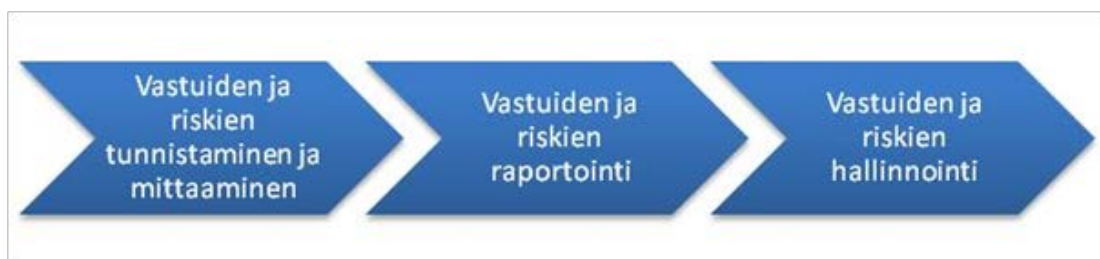 Vastuiden ja
riskien
tunnistaminen ja
mittaaminen
Vastuiden ja
riskien
raportointi
Vastuiden ja
riskien
hallinnointi